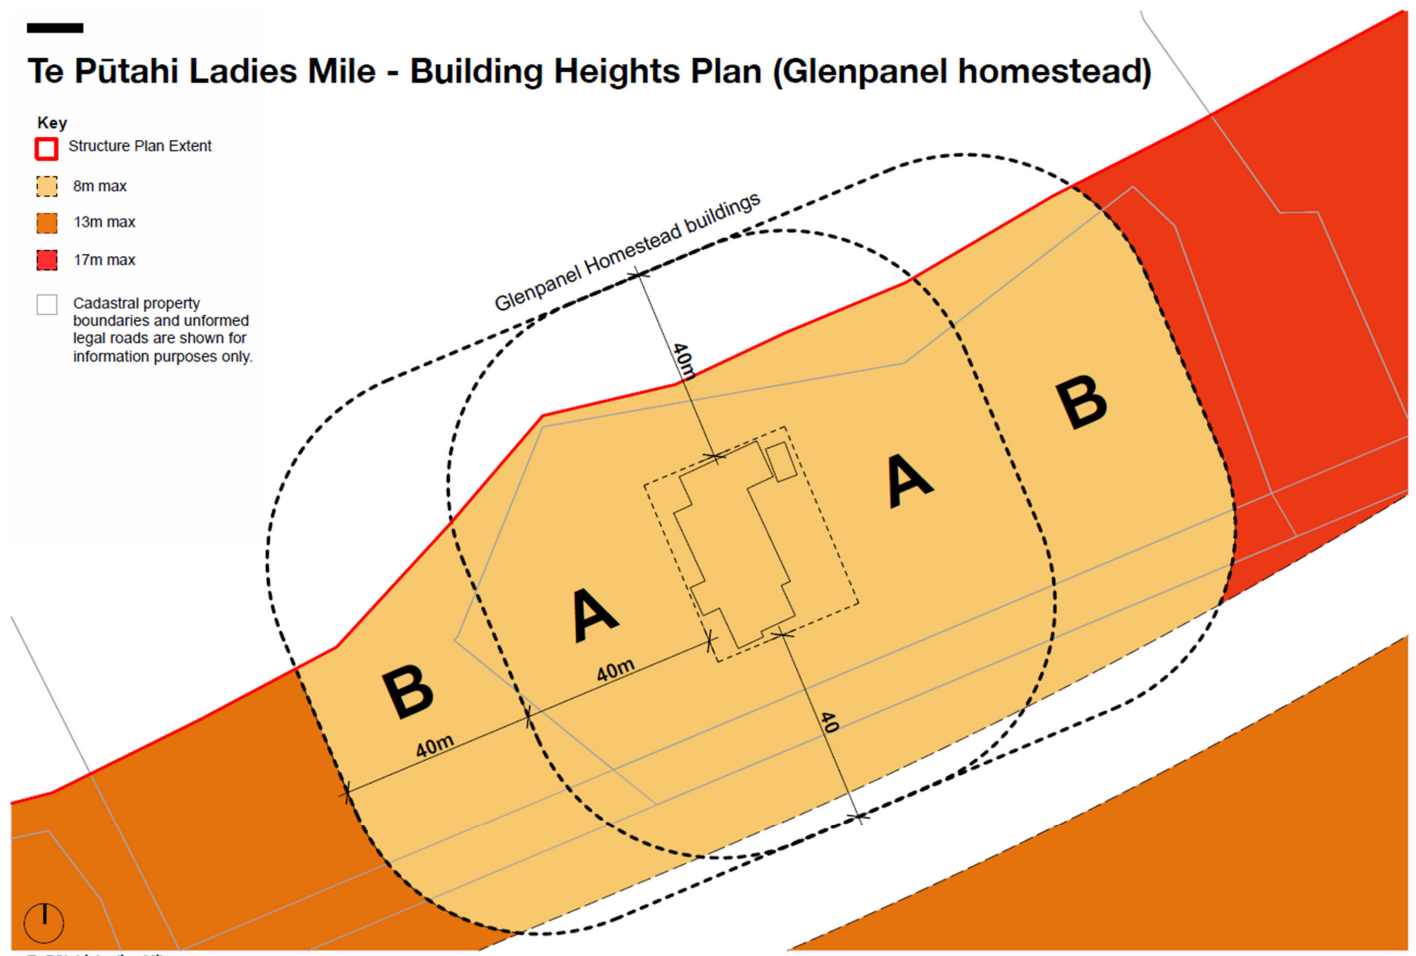 Te Pūtahi Ladies Mile - Building Heights Plan (Glenpanel homestead)
Key
Structure Plan Extent
8m max
13m max
17m max
Cadastral property
boundaries and unformed
legal roads are shown for
information purposes only.
Glenpanel Homestead buildings
40m
B
A
A
40m
B
40
40m